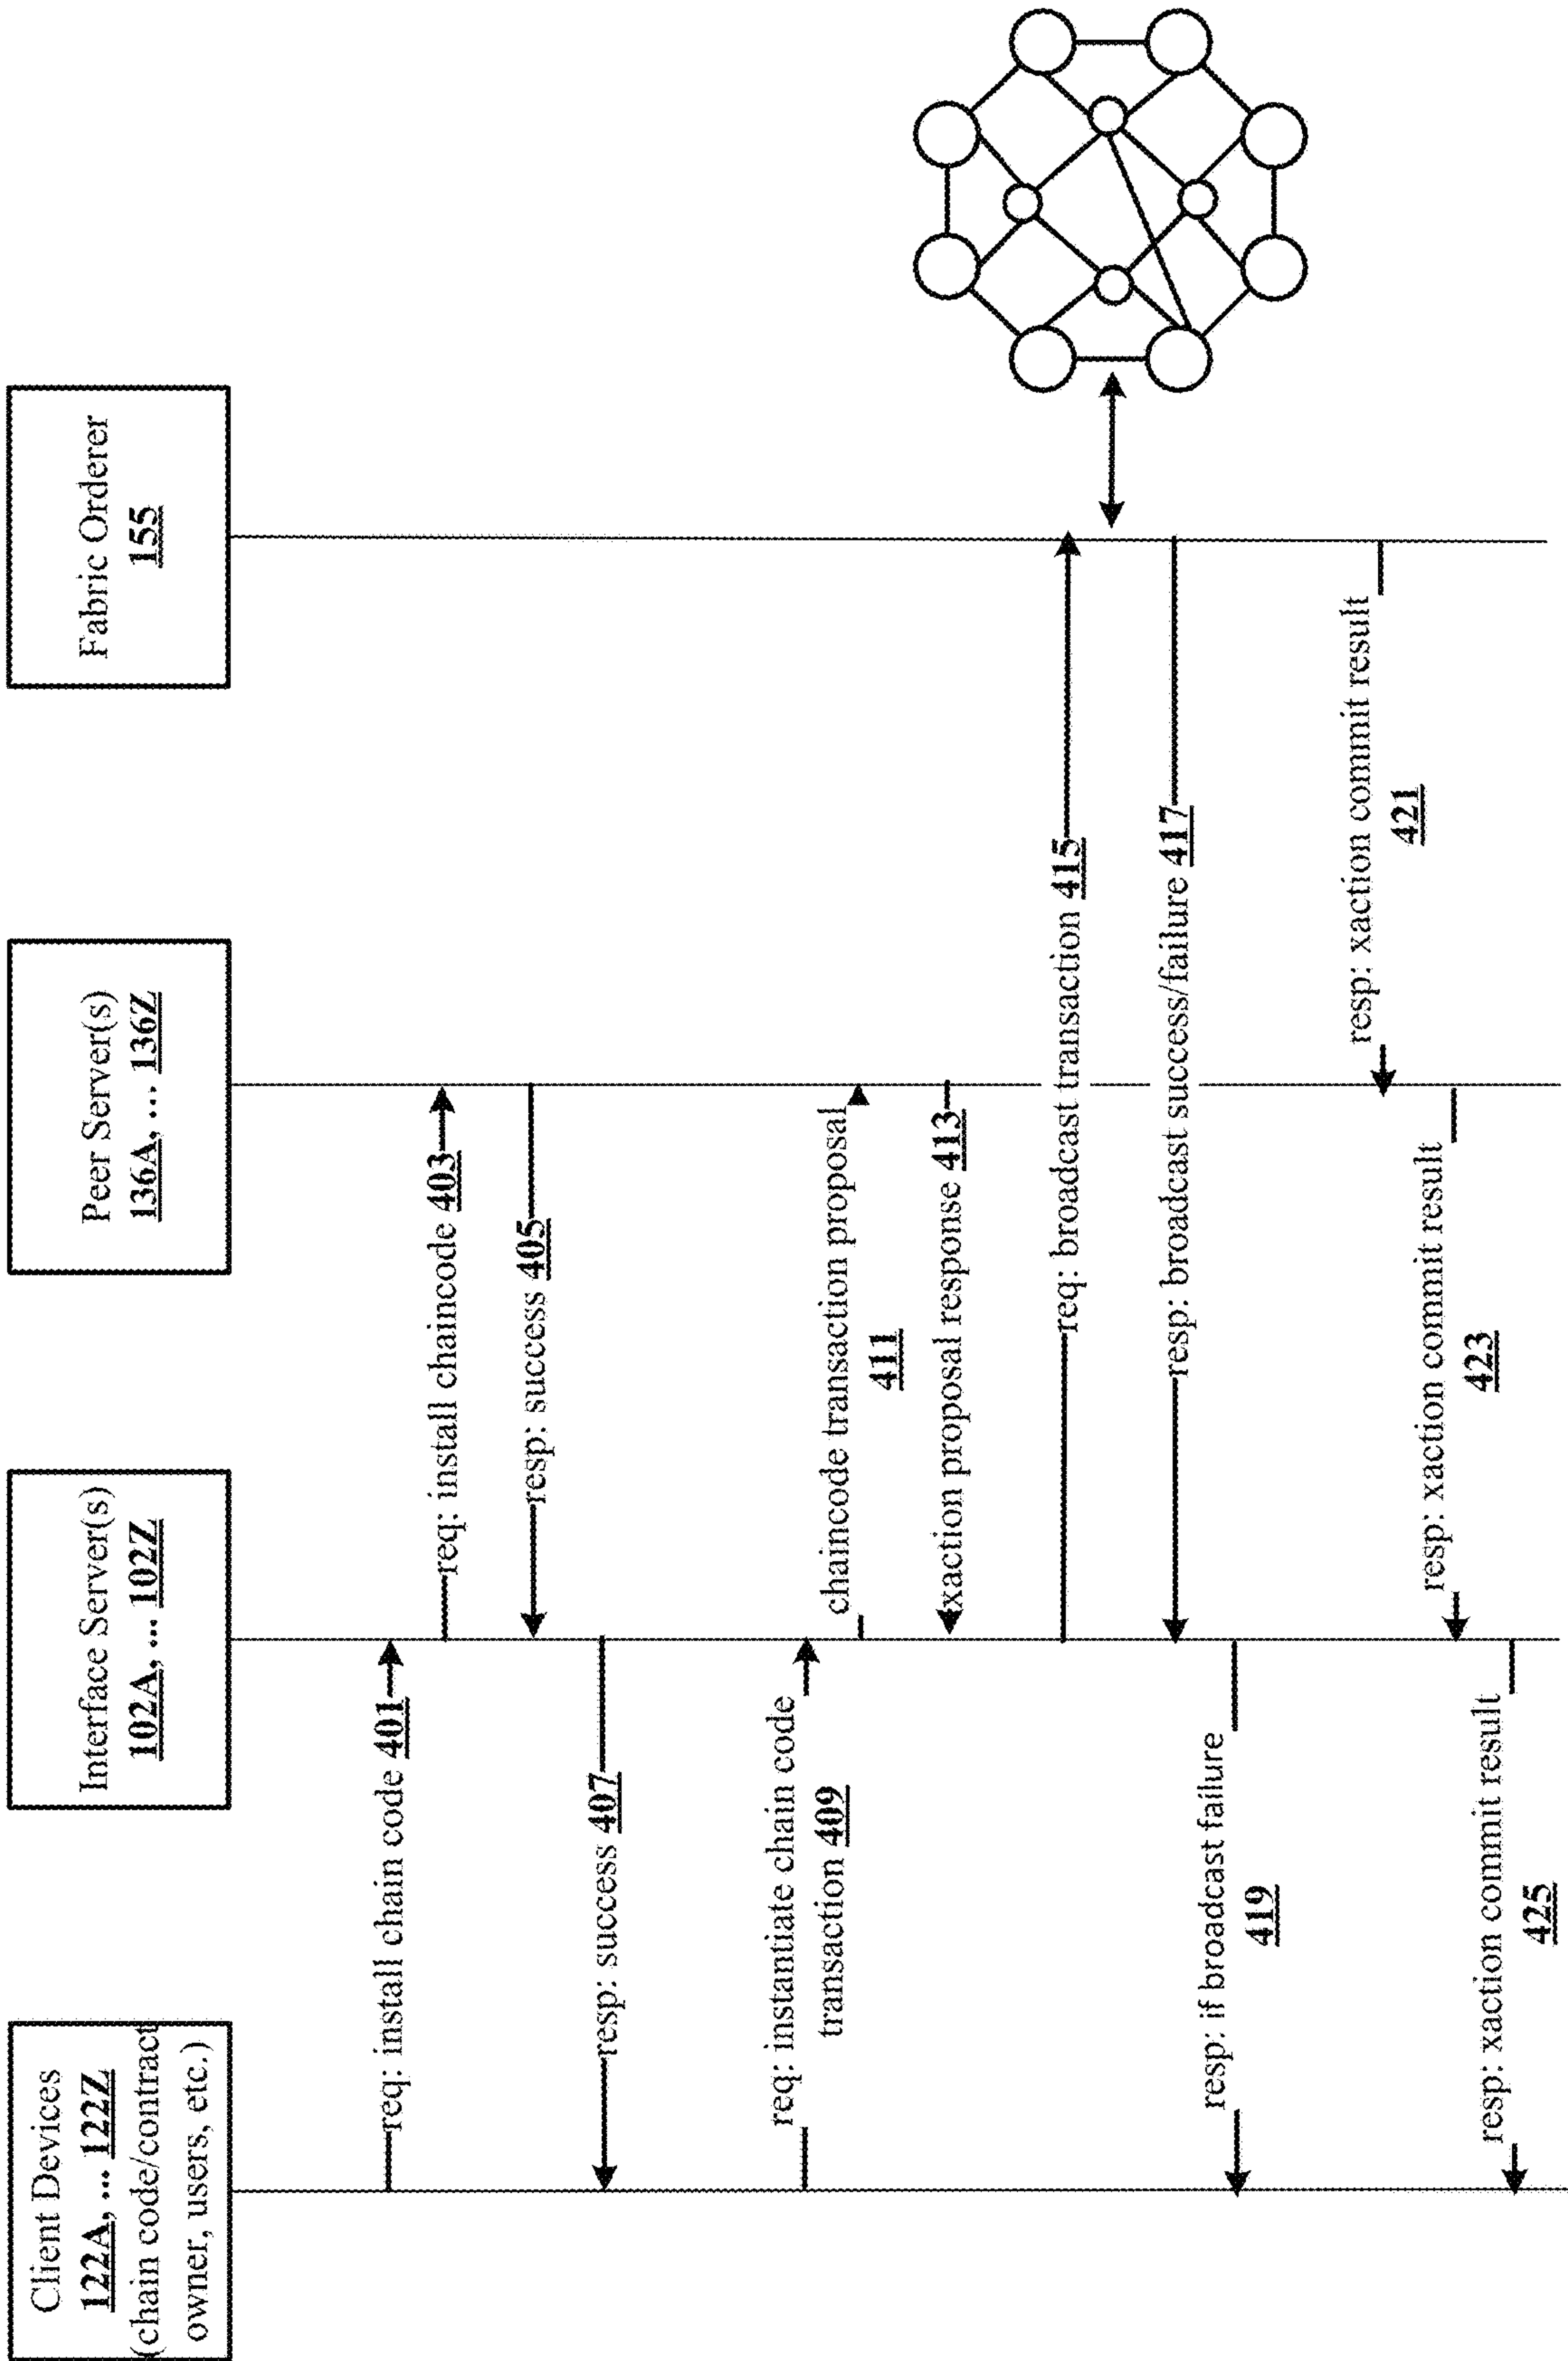 Client Devices
122A, ... 122Z
(chain code/contract
owner, users, etc.)
Interface Server(s)
102A, ... 102Z
Peer Server(s)
136A, ... 136Z
Fabric Orderer
155
req: install chain code 401
req: install chaincode 403
resp: success 405
resp: success 407
req: instantiate chain code
transaction 409
chaincode transaction proposal
411
xaction proposal response 413
req: broadcast transaction 415
resp: broadcast success/failure 417
resp: if broadcast failure
419
resp: xaction commit result
421
resp: xaction commit result
423
resp: xaction commit result
425